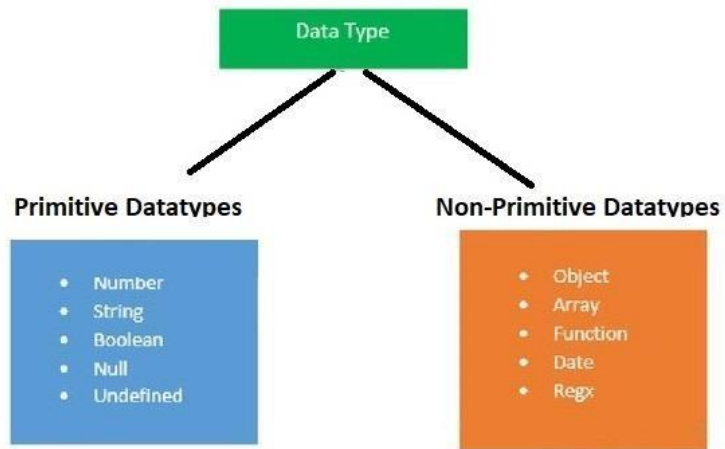 Data Type
Primitive Datatypes
• Number
• String
• Boolean
• Null
• Undefined
Non-Primitive Datatypes
• Object
• Array
• Function
• Date
• Regx